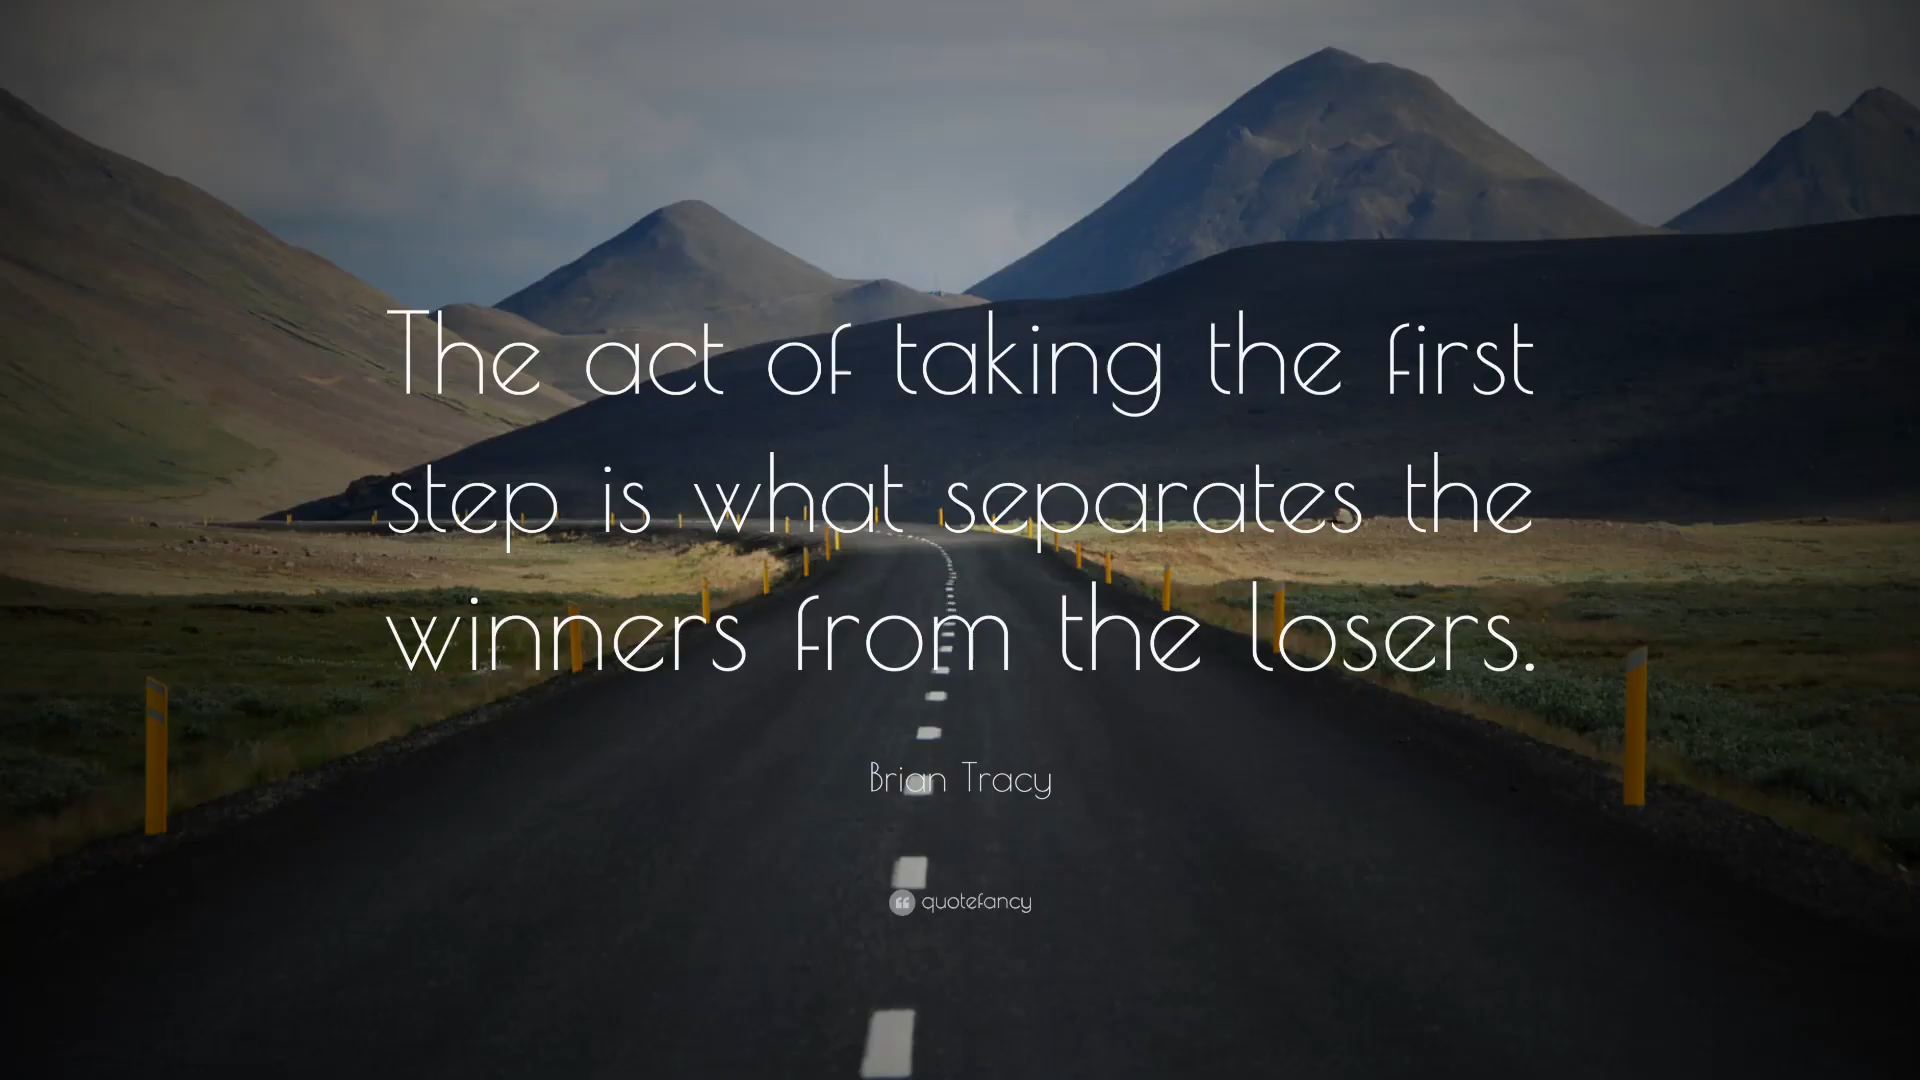 The act of taking the first
step is what separates the
winners from the losers.
Brian Tracy
quotefancy